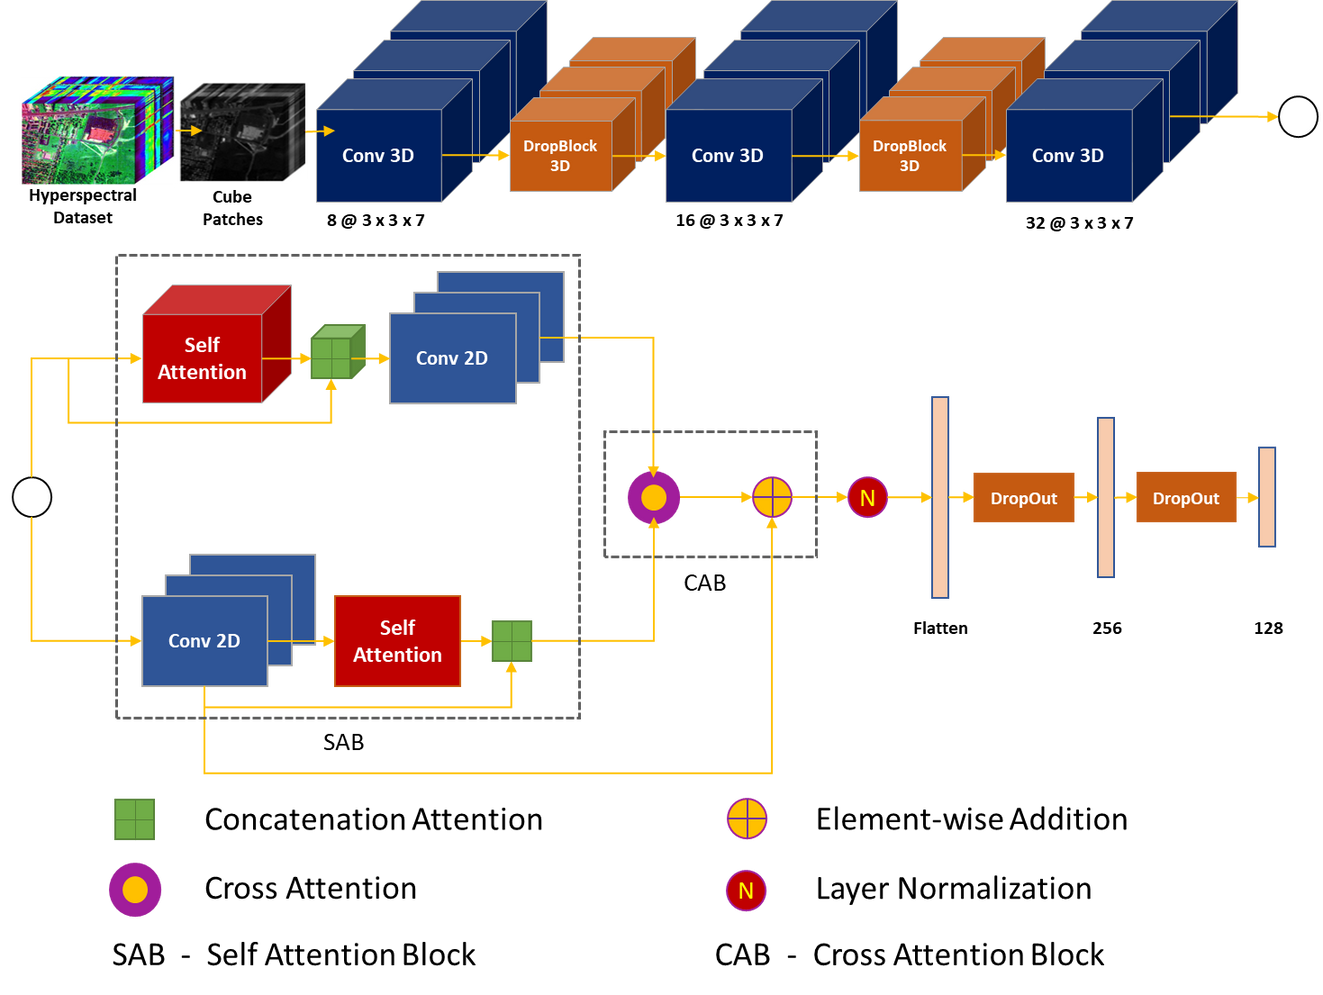 Hyperspectral
Dataset
Cube
Patches
Conv 3D
8 @ 3 x 3 x 7
DropBlock
3D
Conv 3D
16 @ 3 x 3 x 7
DropBlock
3D
Conv 3D
32 @ 3 x 3 x 7
Self
Attention
Conv 2D
Conv 2D
Self
Attention
SAB
CAB
N
Flatten
DropOut
256
DropOut
128
Concatenation Attention
Element-wise Addition
Cross Attention
N
Layer Normalization
SAB - Self Attention Block
CAB - Cross Attention Block